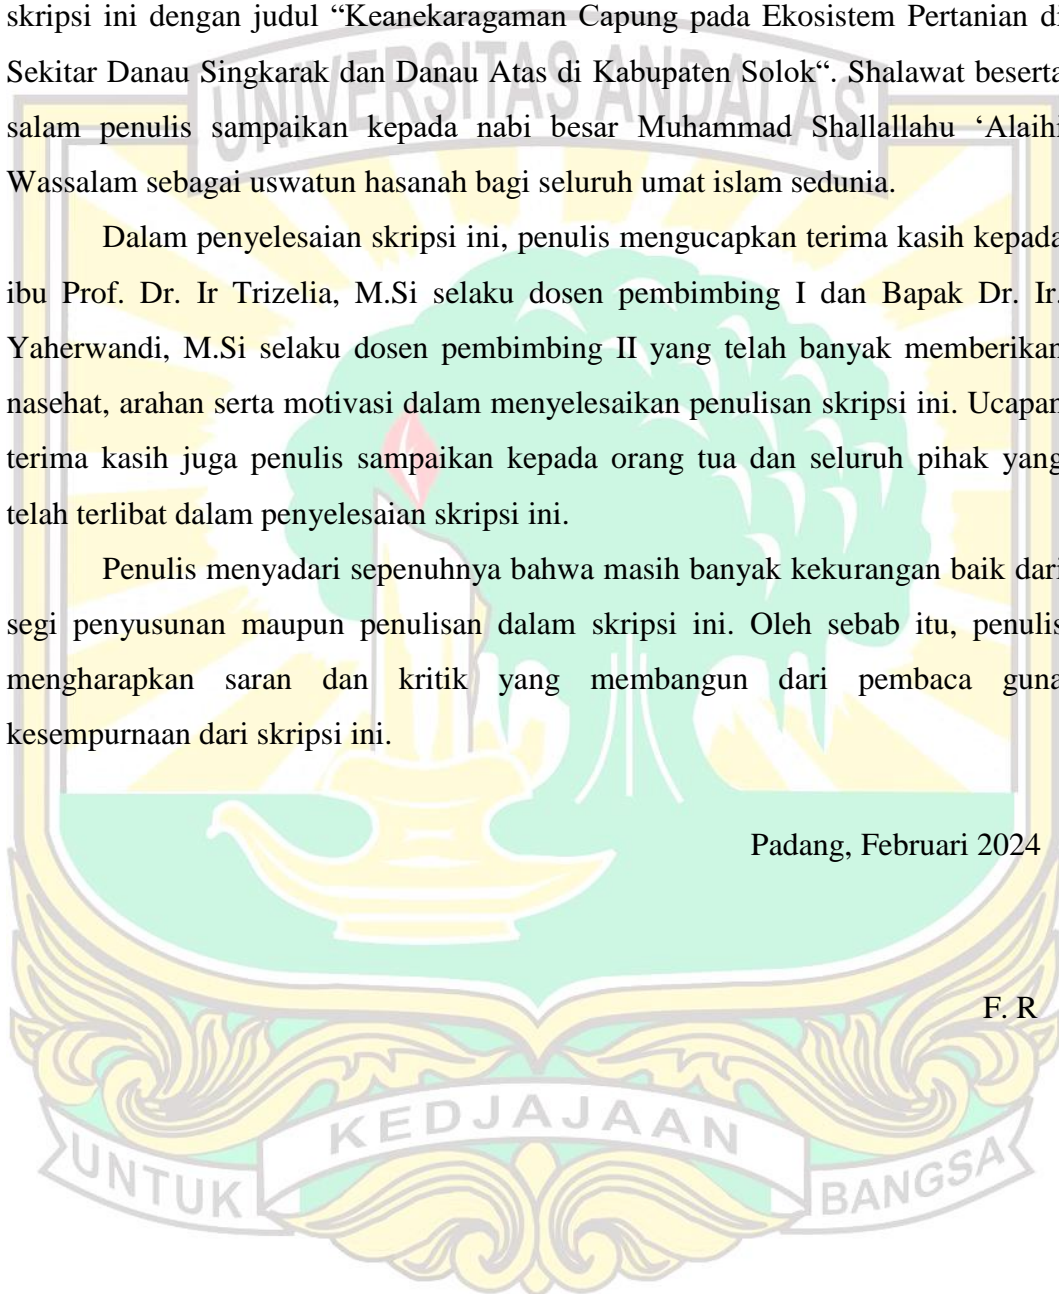 skripsi ini dengan judul “Keanekaragaman Capung pada Ekosistem Pertanian di
Sekitar Danau Singkarak dan Danau Atas di Kabupaten Solok“. Shalawat beserta
UNIVERSITAS ANDALAS
salam penulis sampaikan kepada nabi besar Muhammad Shallallahu ‘Alaihi
Wassalam sebagai uswatun hasanah bagi seluruh umat islam sedunia.
Dalam penyelesaian skripsi ini, penulis mengucapkan terima kasih kepada
ibu Prof. Dr. Ir Trizelia, M.Si selaku dosen pembimbing I dan Bapak Dr. Ir.
Yaherwandi, M.Si selaku dosen pembimbing II yang telah banyak memberikan
nasehat, arahan serta motivasi dalam menyelesaikan penulisan skripsi ini. Ucapan
terima kasih juga penulis sampaikan kepada orang tua dan seluruh pihak yang
telah terlibat dalam penyelesaian skripsi ini.
Penulis menyadari sepenuhnya bahwa masih banyak kekurangan baik dari
segi penyusunan maupun penulisan dalam skripsi ini. Oleh sebab itu, penulis
mengharapkan saran dan kritik yang membangun dari pembaca guna
kesempurnaan dari skripsi ini.
Padang, Februari 2024
F. R
UNTUK KEDJAJAAN BANGSA